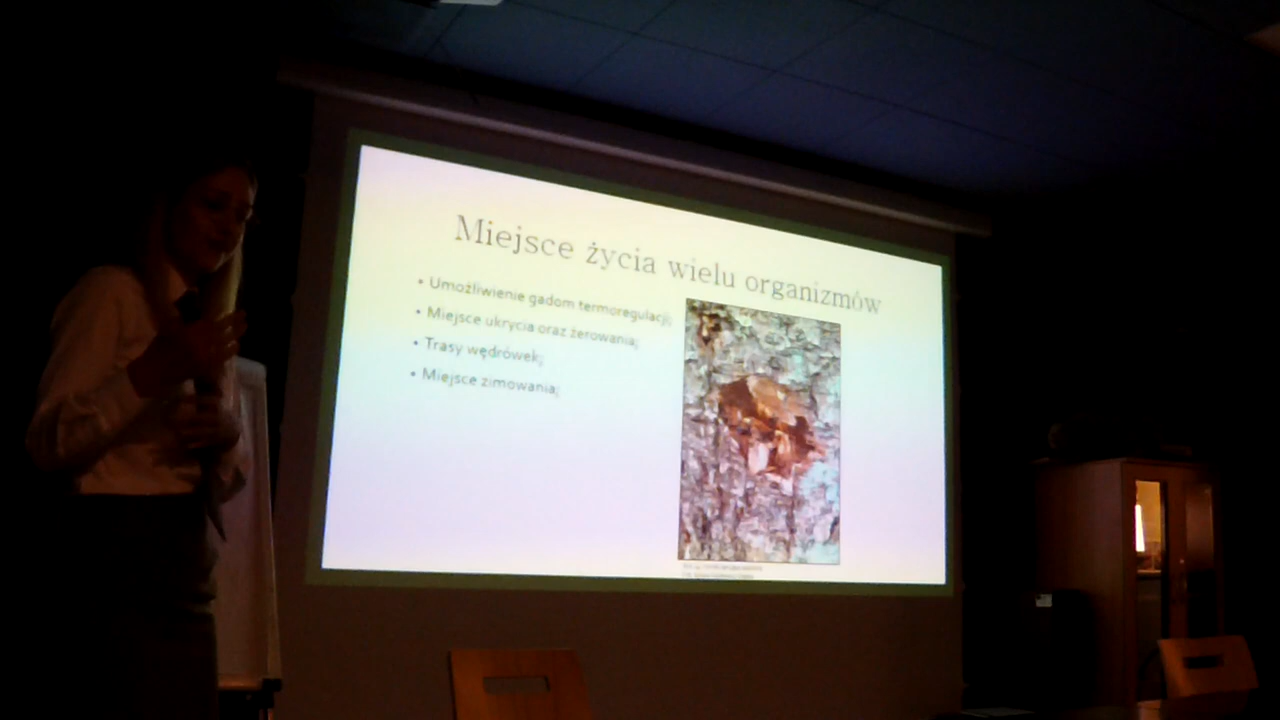 Miejsce życia wielu organizmów
• Umożliwienie gadom termoregulacji;
• Miejsce ukrycia oraz żerowania;
• Trasy wędrówek;
• Miejsce zimowania;